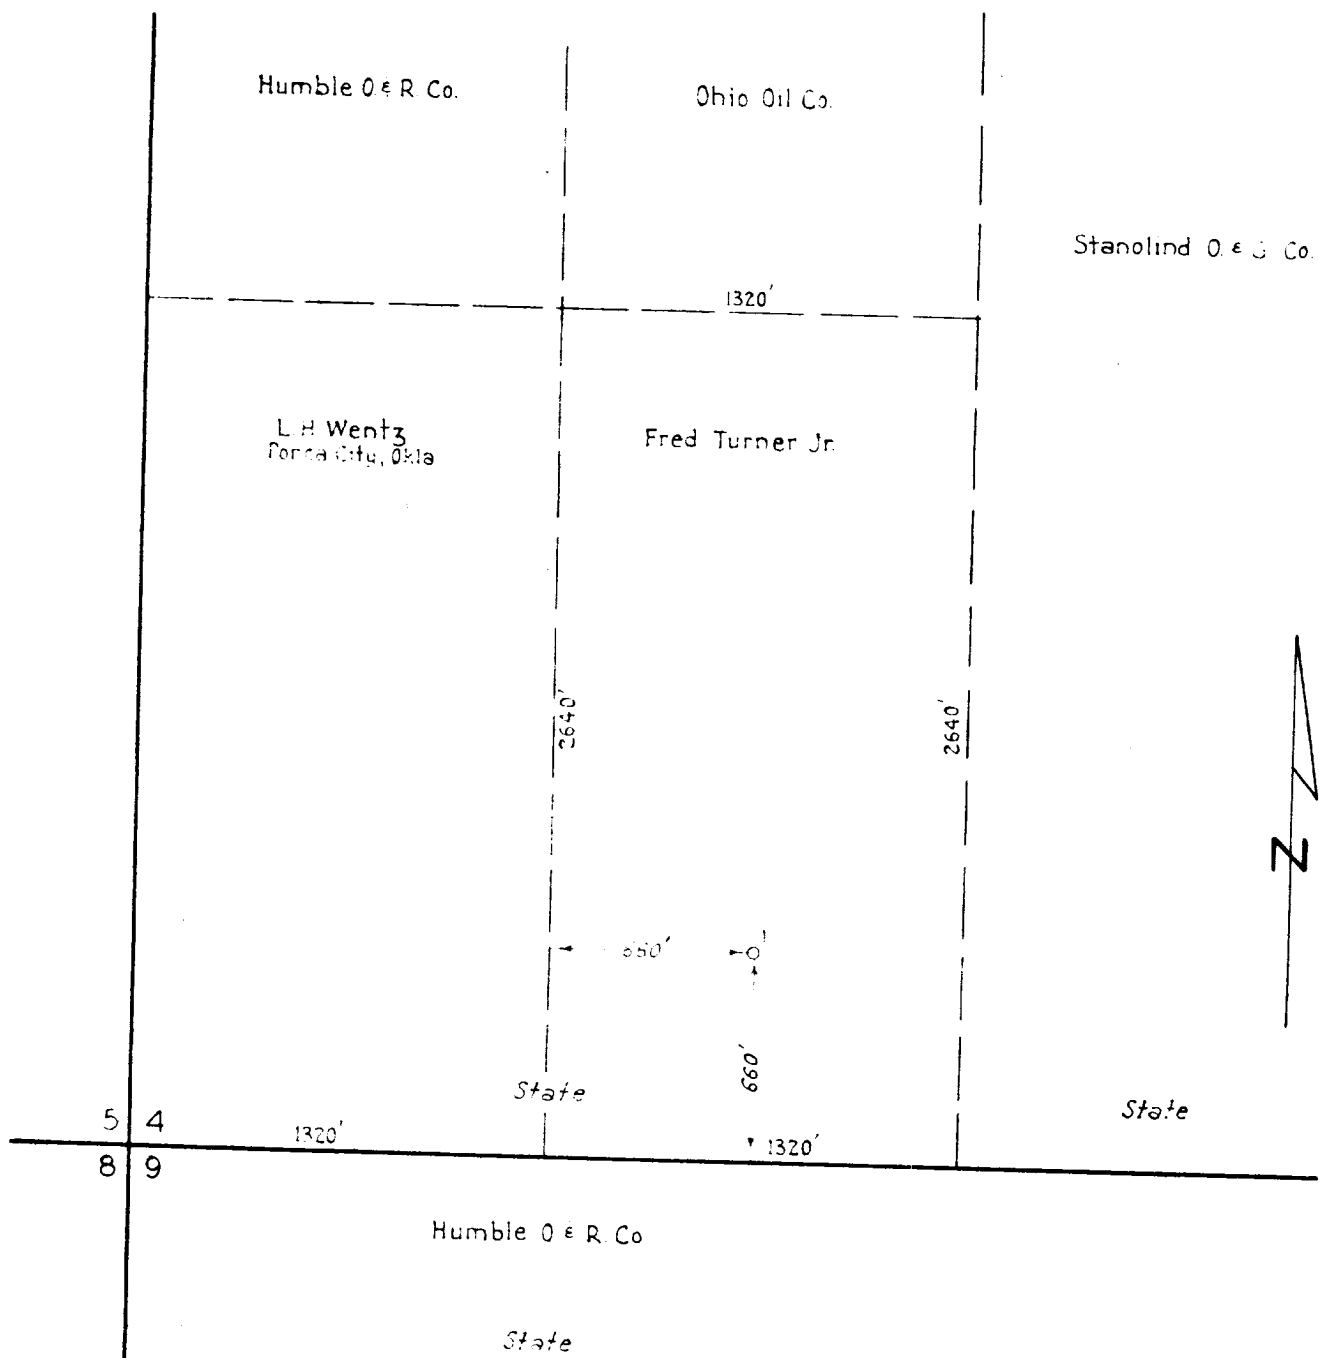 Humble O. & R. Co.
Ohio Oil Co.
Stanolind O. & G. Co.
1320'
L. H. Wentz
Ponca City, Okla
Fred Turner Jr.
2640'
2640'
N
660'
1
660'
State
State
5 4
1320'
1320'
8 9
Humble O & R. Co
State